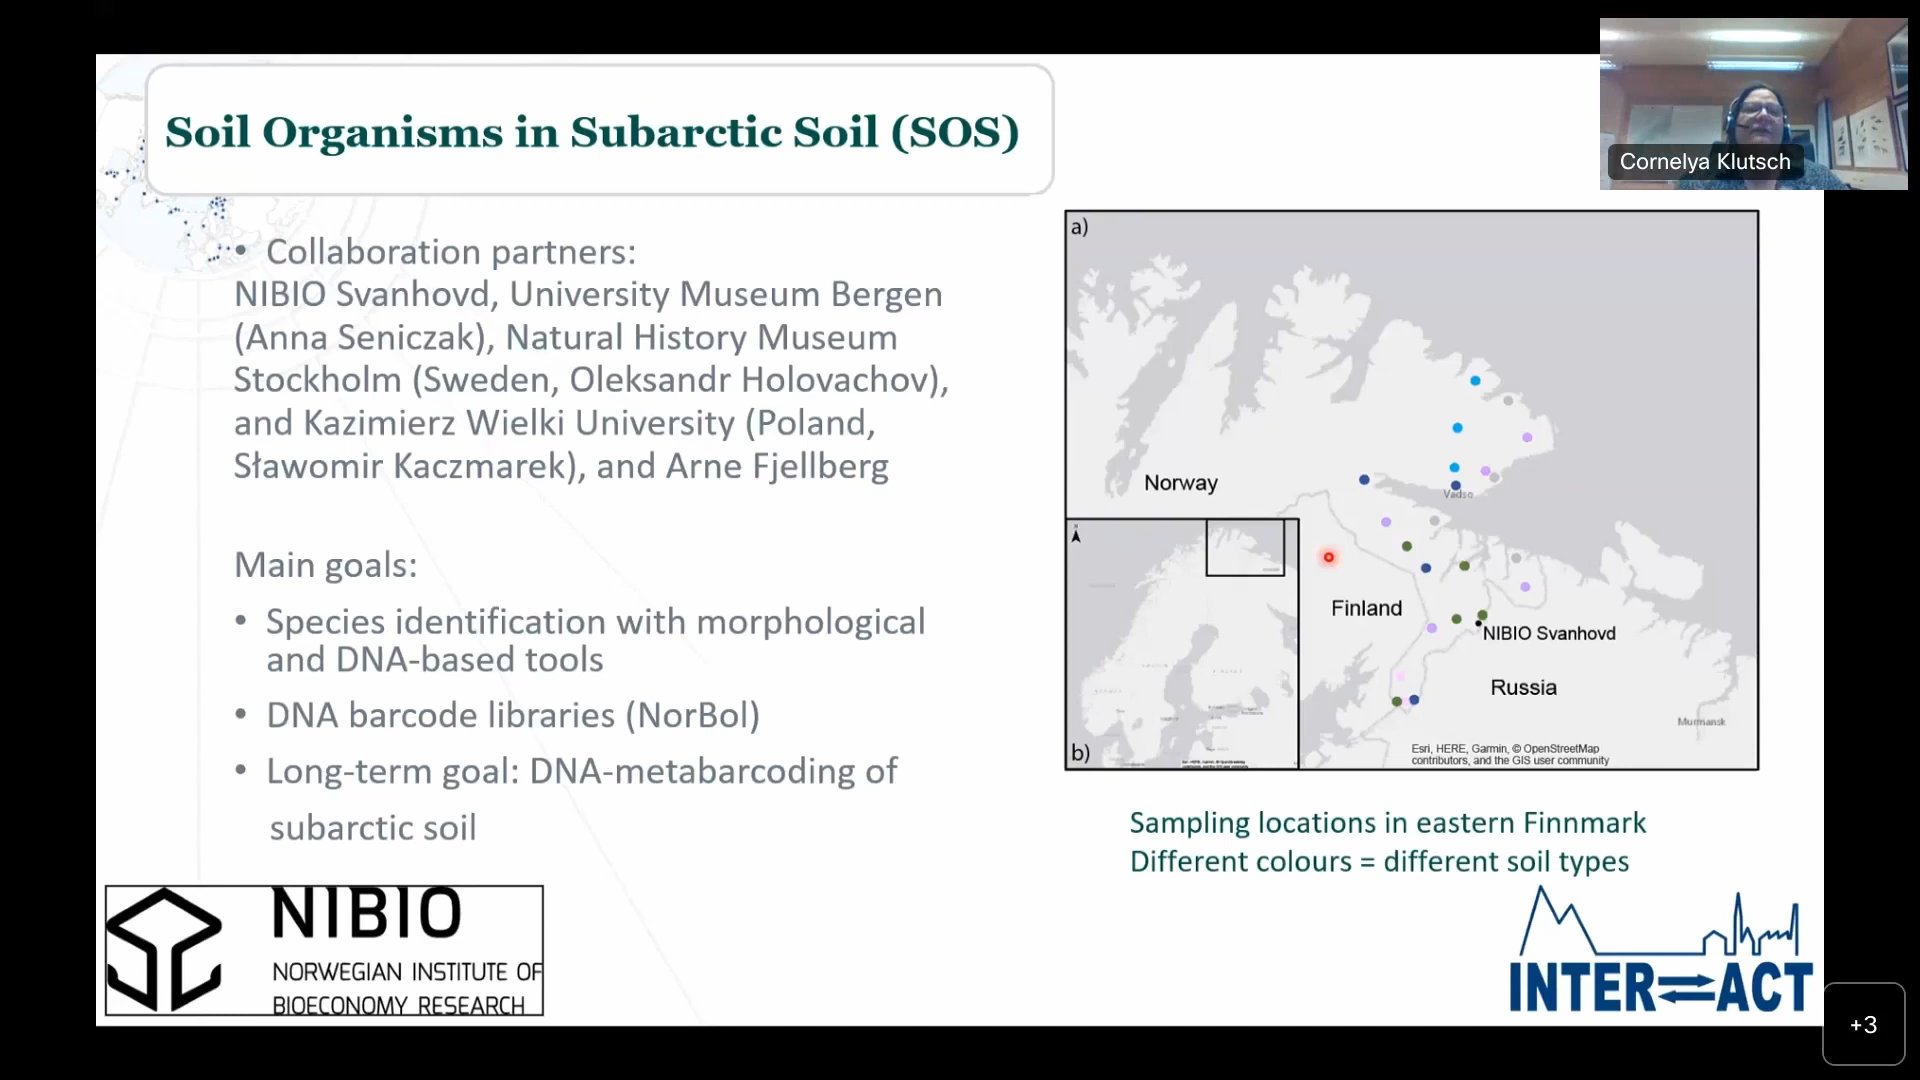 Soil Organisms in Subarctic Soil (SOS)
Cornelya Klutsch
• Collaboration partners:
NIBIO Svanhovd, University Museum Bergen
(Anna Seniczak), Natural History Museum
Stockholm (Sweden, Oleksandr Holovachov),
and Kazimierz Wielki University (Poland,
Sławomir Kaczmarek), and Arne Fjellberg
Main goals:
• Species identification with morphological
and DNA-based tools
• DNA barcode libraries (NorBol)
• Long-term goal: DNA-metabarcoding of
subarctic soil
a)
Norway
Vadsø
Finland
NIBIO Svanhovd
Russia
Murmansk
b)
Esri, HERE, Garmin, © OpenStreetMap
contributors, and the GIS user community
Sampling locations in eastern Finnmark
Different colours = different soil types
NIBIO
NORWEGIAN INSTITUTE OF
BIOECONOMY RESEARCH
INTERACT
+3